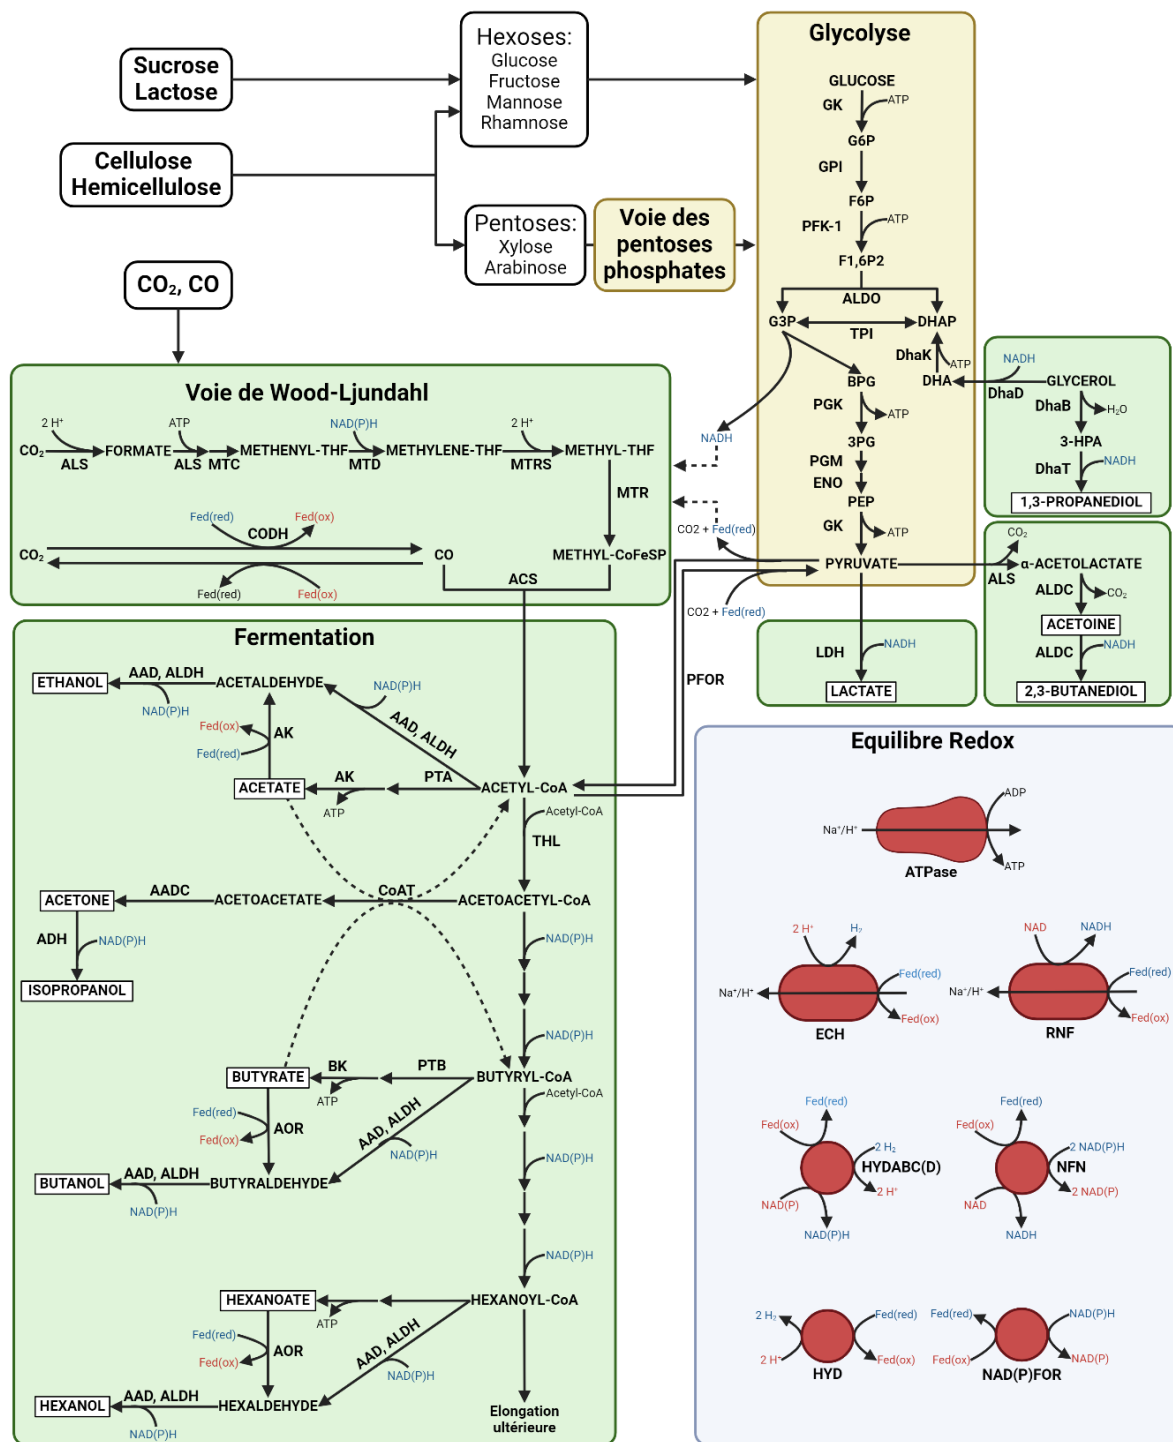 Sucrose
Lactose
Hexoses:
Glucose
Fructose
Mannose
Rhamnose
Cellulose
Hemicellulose
Pentoses:
Xylose
Arabinose
Voie des
pentoses
phosphates
CO₂, CO
Glycolyse
GLUCOSE
GK
ATP
G6P
GPI
F6P
PFK-1
ATP
F1,6P2
ALDO
G3P
DHAP
TPI
DhaK
ATP
BPG
DHA
PGK
ATP
3PG
PGM
ENO
PEP
GK
ATP
PYRUVATE
NADH
GLYCEROL
DhaD
DhaB
H₂O
3-HPA
DhaT
NADH
1,3-PROPANEDIOL
CO₂
ALS
α-ACETOLACTATE
ALDC
CO₂
ACETOINE
ALDC
NADH
2,3-BUTANEDIOL
LDH
NADH
LACTATE
NADH
CO2 + Fed(red)
CO2 + Fed(red)
PFOR
Voie de Wood-Ljundahl
2 H⁺
ATP
NAD(P)H
2 H⁺
CO₂
FORMATE
METHENYL-THF
METHYLENE-THF
METHYL-THF
ALS
ALS
MTC
MTD
MTRS
MTR
Fed(red)
Fed(ox)
CODH
CO₂
CO
METHYL-CoFeSP
Fed(red)
Fed(ox)
ACS
Fermentation
ETHANOL
AAD, ALDH
ACETALDEHYDE
NAD(P)H
NAD(P)H
Fed(ox)
AK
Fed(red)
AAD, ALDH
ACETATE
AK
PTA
ACETYL-CoA
ATP
Acetyl-CoA
THL
ACETONE
AADC
ACETOACETATE
CoAT
ACETOACETYL-CoA
ADH
NAD(P)H
NAD(P)H
ISOPROPANOL
NAD(P)H
BUTYRATE
BK
PTB
BUTYRYL-CoA
ATP
Acetyl-CoA
Fed(red)
AOR
Fed(ox)
AAD, ALDH
NAD(P)H
NAD(P)H
BUTANOL
AAD, ALDH
BUTYRALDEHYDE
NAD(P)H
NAD(P)H
HEXANOATE
HEXANOYL-CoA
ATP
Fed(red)
AOR
Fed(ox)
AAD, ALDH
NAD(P)H
HEXANOL
AAD, ALDH
HEXALDEHYDE
NAD(P)H
Elongation
ultérieure
Equilibre Redox
ADP
Na⁺/H⁺
ATP
ATPase
2 H⁺
H₂
Fed(red)
Na⁺/H⁺
Fed(ox)
ECH
NAD
NADH
Fed(red)
Na⁺/H⁺
Fed(ox)
RNF
Fed(red)
Fed(ox)
2 H₂
HYDABC(D)
2 H⁺
NAD(P)
NAD(P)H
Fed(red)
Fed(ox)
2 NAD(P)H
NFN
2 NAD(P)
NAD
NADH
2 H₂
Fed(red)
2 H⁺
Fed(ox)
HYD
Fed(red)
NAD(P)H
Fed(ox)
NAD(P)
NAD(P)FOR